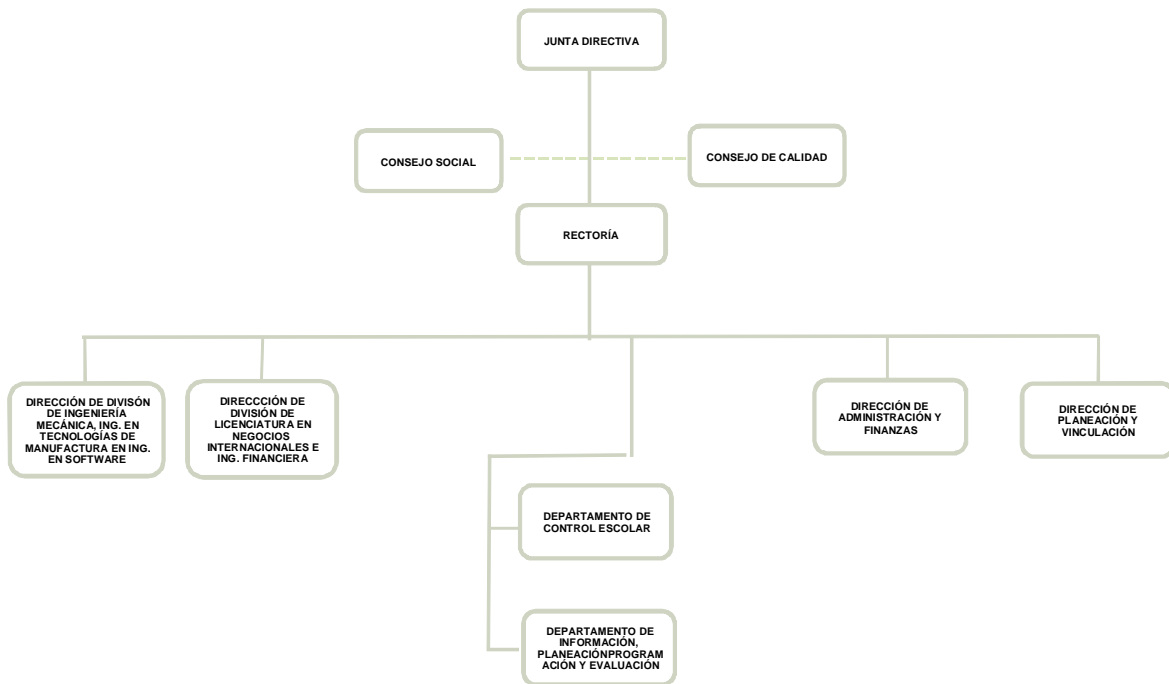 JUNTA DIRECTIVA
CONSEJO SOCIAL
CONSEJO DE CALIDAD
RECTORÍA
DIRECCIÓN DE DIVISÓN
DE INGENIERÍA
MECÁNICA, ING. EN
TECNOLOGÍAS DE
MANUFACTURA EN ING.
EN SOFTWARE
DIRECCCIÓN DE
DIVISIÓN DE
LICENCIATURA EN
NEGOCIOS
INTERNACIONALES E
ING. FINANCIERA
DIRECCIÓN DE
ADMINISTRACIÓN Y
FINANZAS
DIRECCIÓN DE
PLANEACIÓN Y
VINCULACIÓN
DEPARTAMENTO DE
CONTROL ESCOLAR
DEPARTAMENTO DE
INFORMACIÓN,
PLANEACIÓNPROGRAM
ACIÓN Y EVALUACIÓN